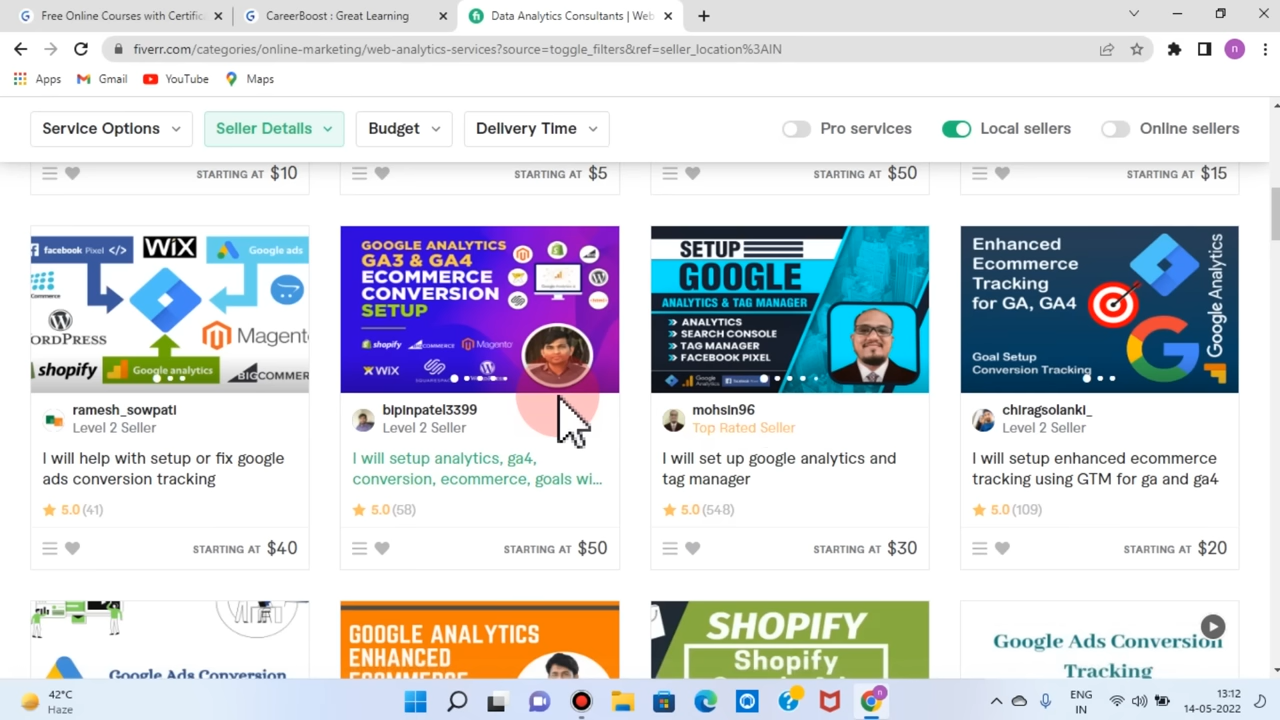 Free Online Courses with Certific
CareerBoost : Great Learning
Data Analytics Consultants | Web
fiverr.com/categories/online-marketing/web-analytics-services?source=toggle_filters&ref=seller_location%3AIN
n
Apps
Gmail
YouTube
Maps
Service Options
Seller Details
Budget
Delivery Time
Pro services
Local sellers
Online sellers
STARTING AT $10
STARTING AT $5
STARTING AT $50
STARTING AT $15
facebook Pixel </>
WiX
Google ads
Commerce
ORDPRESS
Magento
shopify
Google analytics
BIGCOMMER
ramesh_sowpati
Level 2 Seller
I will help with setup or fix google
ads conversion tracking
5.0 (41)
STARTING AT $40
GOOGLE ANALYTICS
GA3 & GA4
ECOMMERCE
CONVERSION
SETUP
shopify
Magento
WIX
bipinpatel3399
Level 2 Seller
I will setup analytics, ga4,
conversion, ecommerce, goals wi...
5.0 (58)
STARTING AT $50
SETUP
GOOGLE
ANALYTICS & TAG MANAGER
ANALYTICS
SEARCH CONSOLE
TAG MANAGER
FACEBOOK PIXEL
mohsin96
Top Rated Seller
I will set up google analytics and
tag manager
5.0 (548)
STARTING AT $30
Enhanced
Ecommerce
Tracking
for GA, GA4
Goal Setup
Conversion Tracking
Google Analytics
chiragsolanki_
Level 2 Seller
I will setup enhanced ecommerce
tracking using GTM for ga and ga4
5.0 (109)
STARTING AT $20
Google Ads Conversion
GOOGLE ANALYTICS
ENHANCED
ECOMMERCE
SHOPIFY
Shopify
Google Ads Conversion
Tracking
42°C
Haze
ENG
IN
13:12
14-05-2022